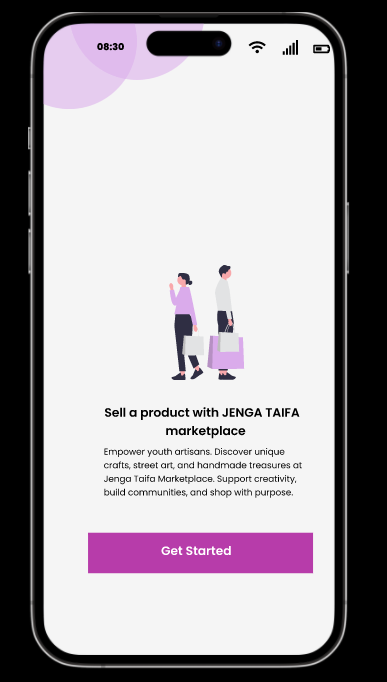 08:30
Sell a product with JENGA TAIFA
marketplace
Empower youth artisans. Discover unique
crafts, street art, and handmade treasures at
Jenga Taifa Marketplace. Support creativity,
build communities, and shop with purpose.
Get Started